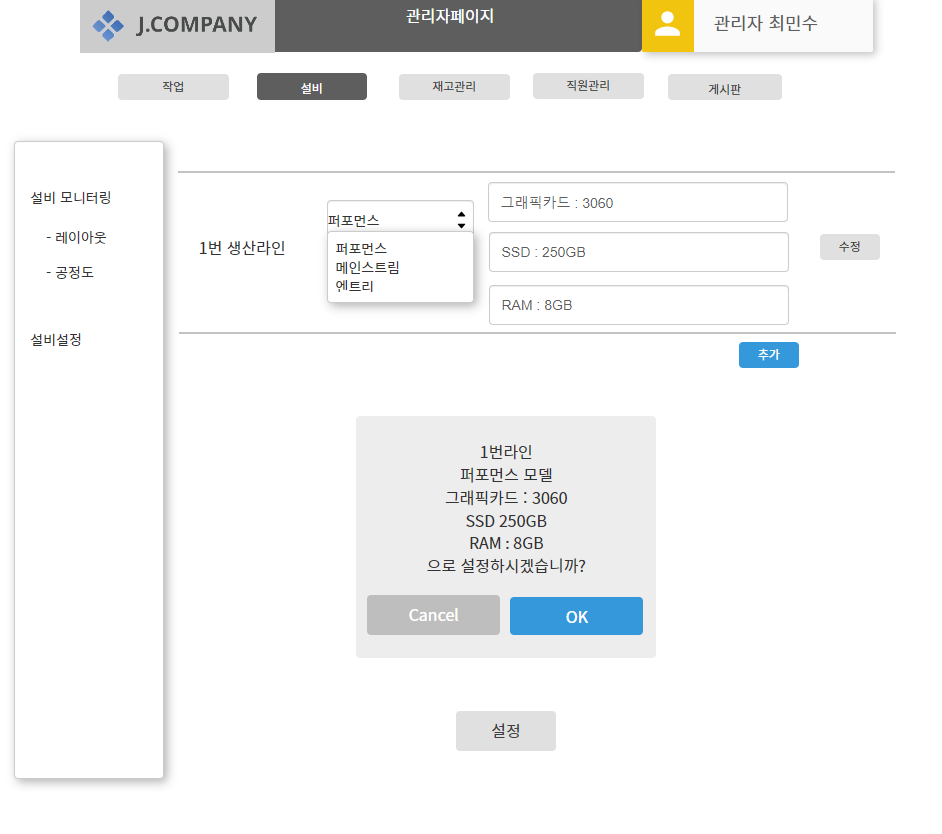 J.COMPANY
관리자페이지
관리자 최민수
작업
설비
재고관리
직원관리
게시판
설비 모니터링
- 레이아웃
- 공정도
설비설정
1번 생산라인
퍼포먼스
퍼포먼스
메인스트림
엔트리
그래픽카드 : 3060
SSD : 250GB
RAM : 8GB
수정
추가
1번라인
퍼포먼스 모델
그래픽카드 : 3060
SSD 250GB
RAM : 8GB
으로 설정하시겠습니까?
Cancel
OK
설정